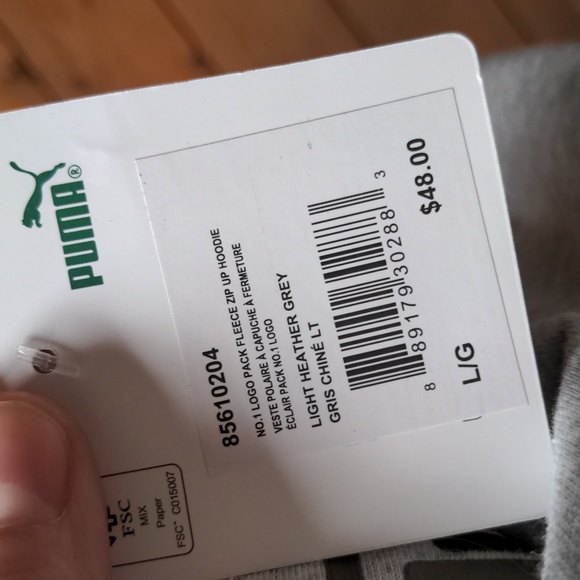 PUMA®
85610204
NO.1 LOGO PACK FLEECE ZIP UP HOODIE
VESTE POLAIRE À CAPUCHE À FERMETURE
ÉCLAIR PACK NO.1 LOGO
LIGHT HEATHER GREY
GRIS CHINÉ LT
8 89179 30288 3
L/G
$48.00
FSC
MIX
Paper
FSC™ C015007